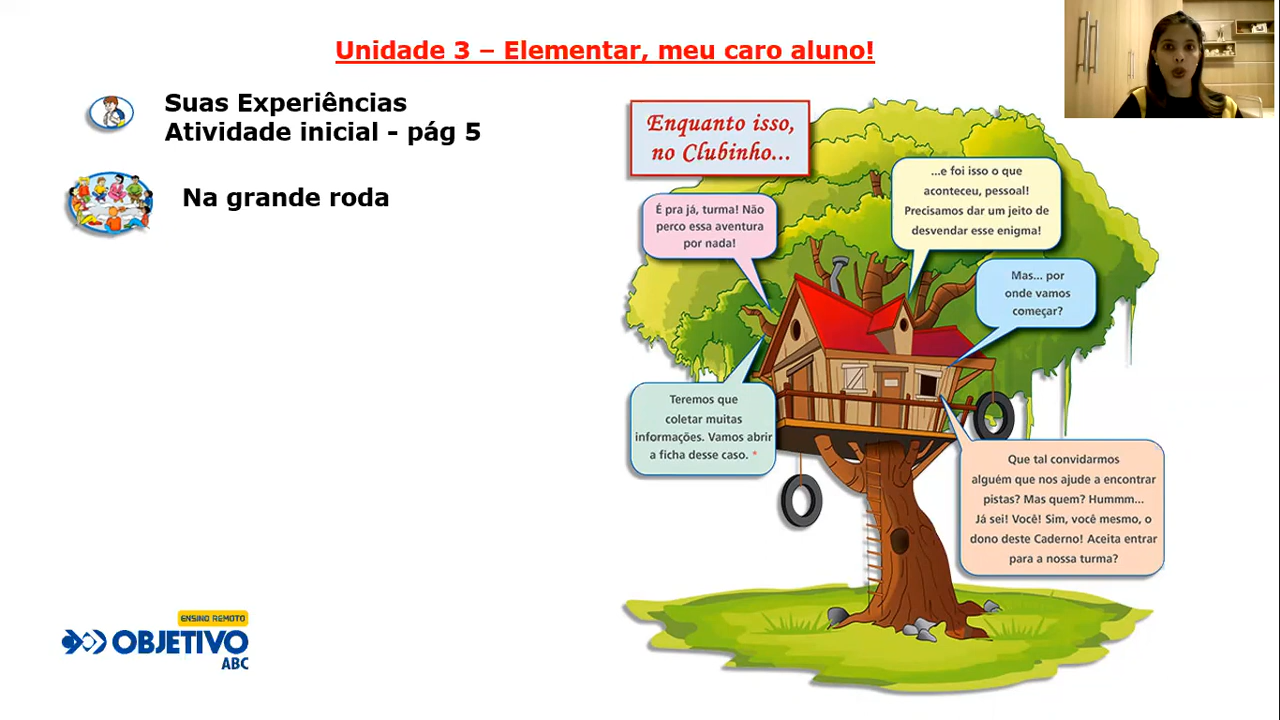 Unidade 3 – Elementar, meu caro aluno!
Suas Experiências
Atividade inicial - pág 5
Na grande roda
Enquanto isso,
no Clubinho...
É pra já, turma! Não
perco essa aventura
por nada!
...e foi isso o que
aconteceu, pessoal!
Precisamos dar um jeito de
desvendar esse enigma!
Mas... por
onde vamos
começar?
Teremos que
coletar muitas
informações. Vamos abrir
a ficha desse caso. *
Que tal convidarmos
alguém que nos ajude a encontrar
pistas? Mas quem? Hummm...
Já sei! Você! Sim, você mesmo, o
dono deste Caderno! Aceita entrar
para a nossa turma?
ENSINO REMOTO
OBJETIVO
ABC